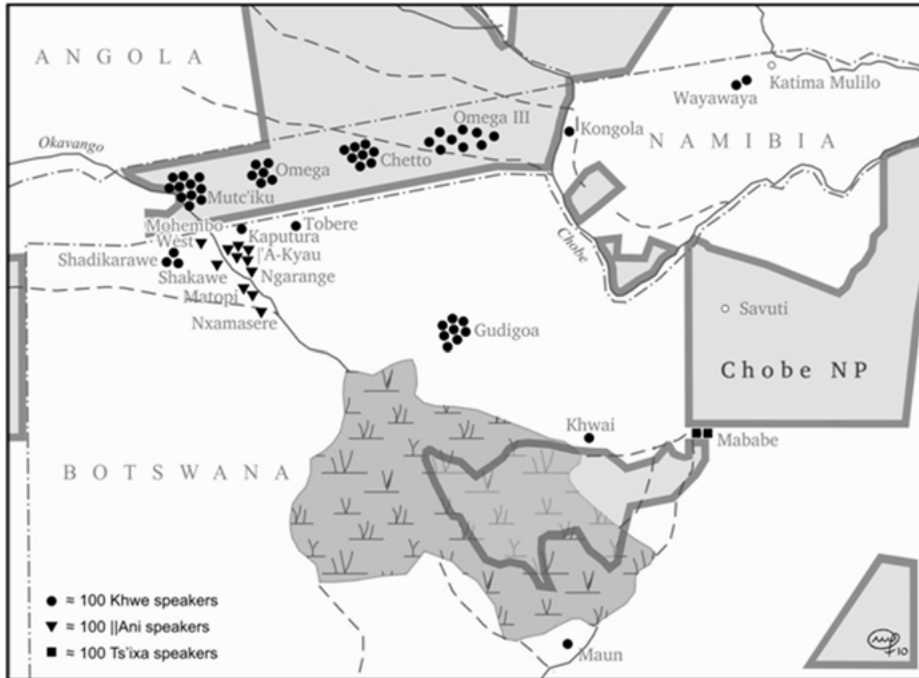 ANGOLA
Katima Mulilo
Wayawaya
Omega III
Kongola
NAMIBIA
Okavango
Chetto
Omega
Mutc'iku
Tobere
Mohembo
West
Kaputura
Chobe
|'A-Kyau
Shadikarawe
Shakawe
Ngarange
Matopi
Nxamasere
Savuti
Gudigoa
Chobe NP
Khwai
Mababe
BOTSWANA
≈ 100 Khwe speakers
≈ 100 ||Ani speakers
≈ 100 Ts'ixa speakers
Maun
10